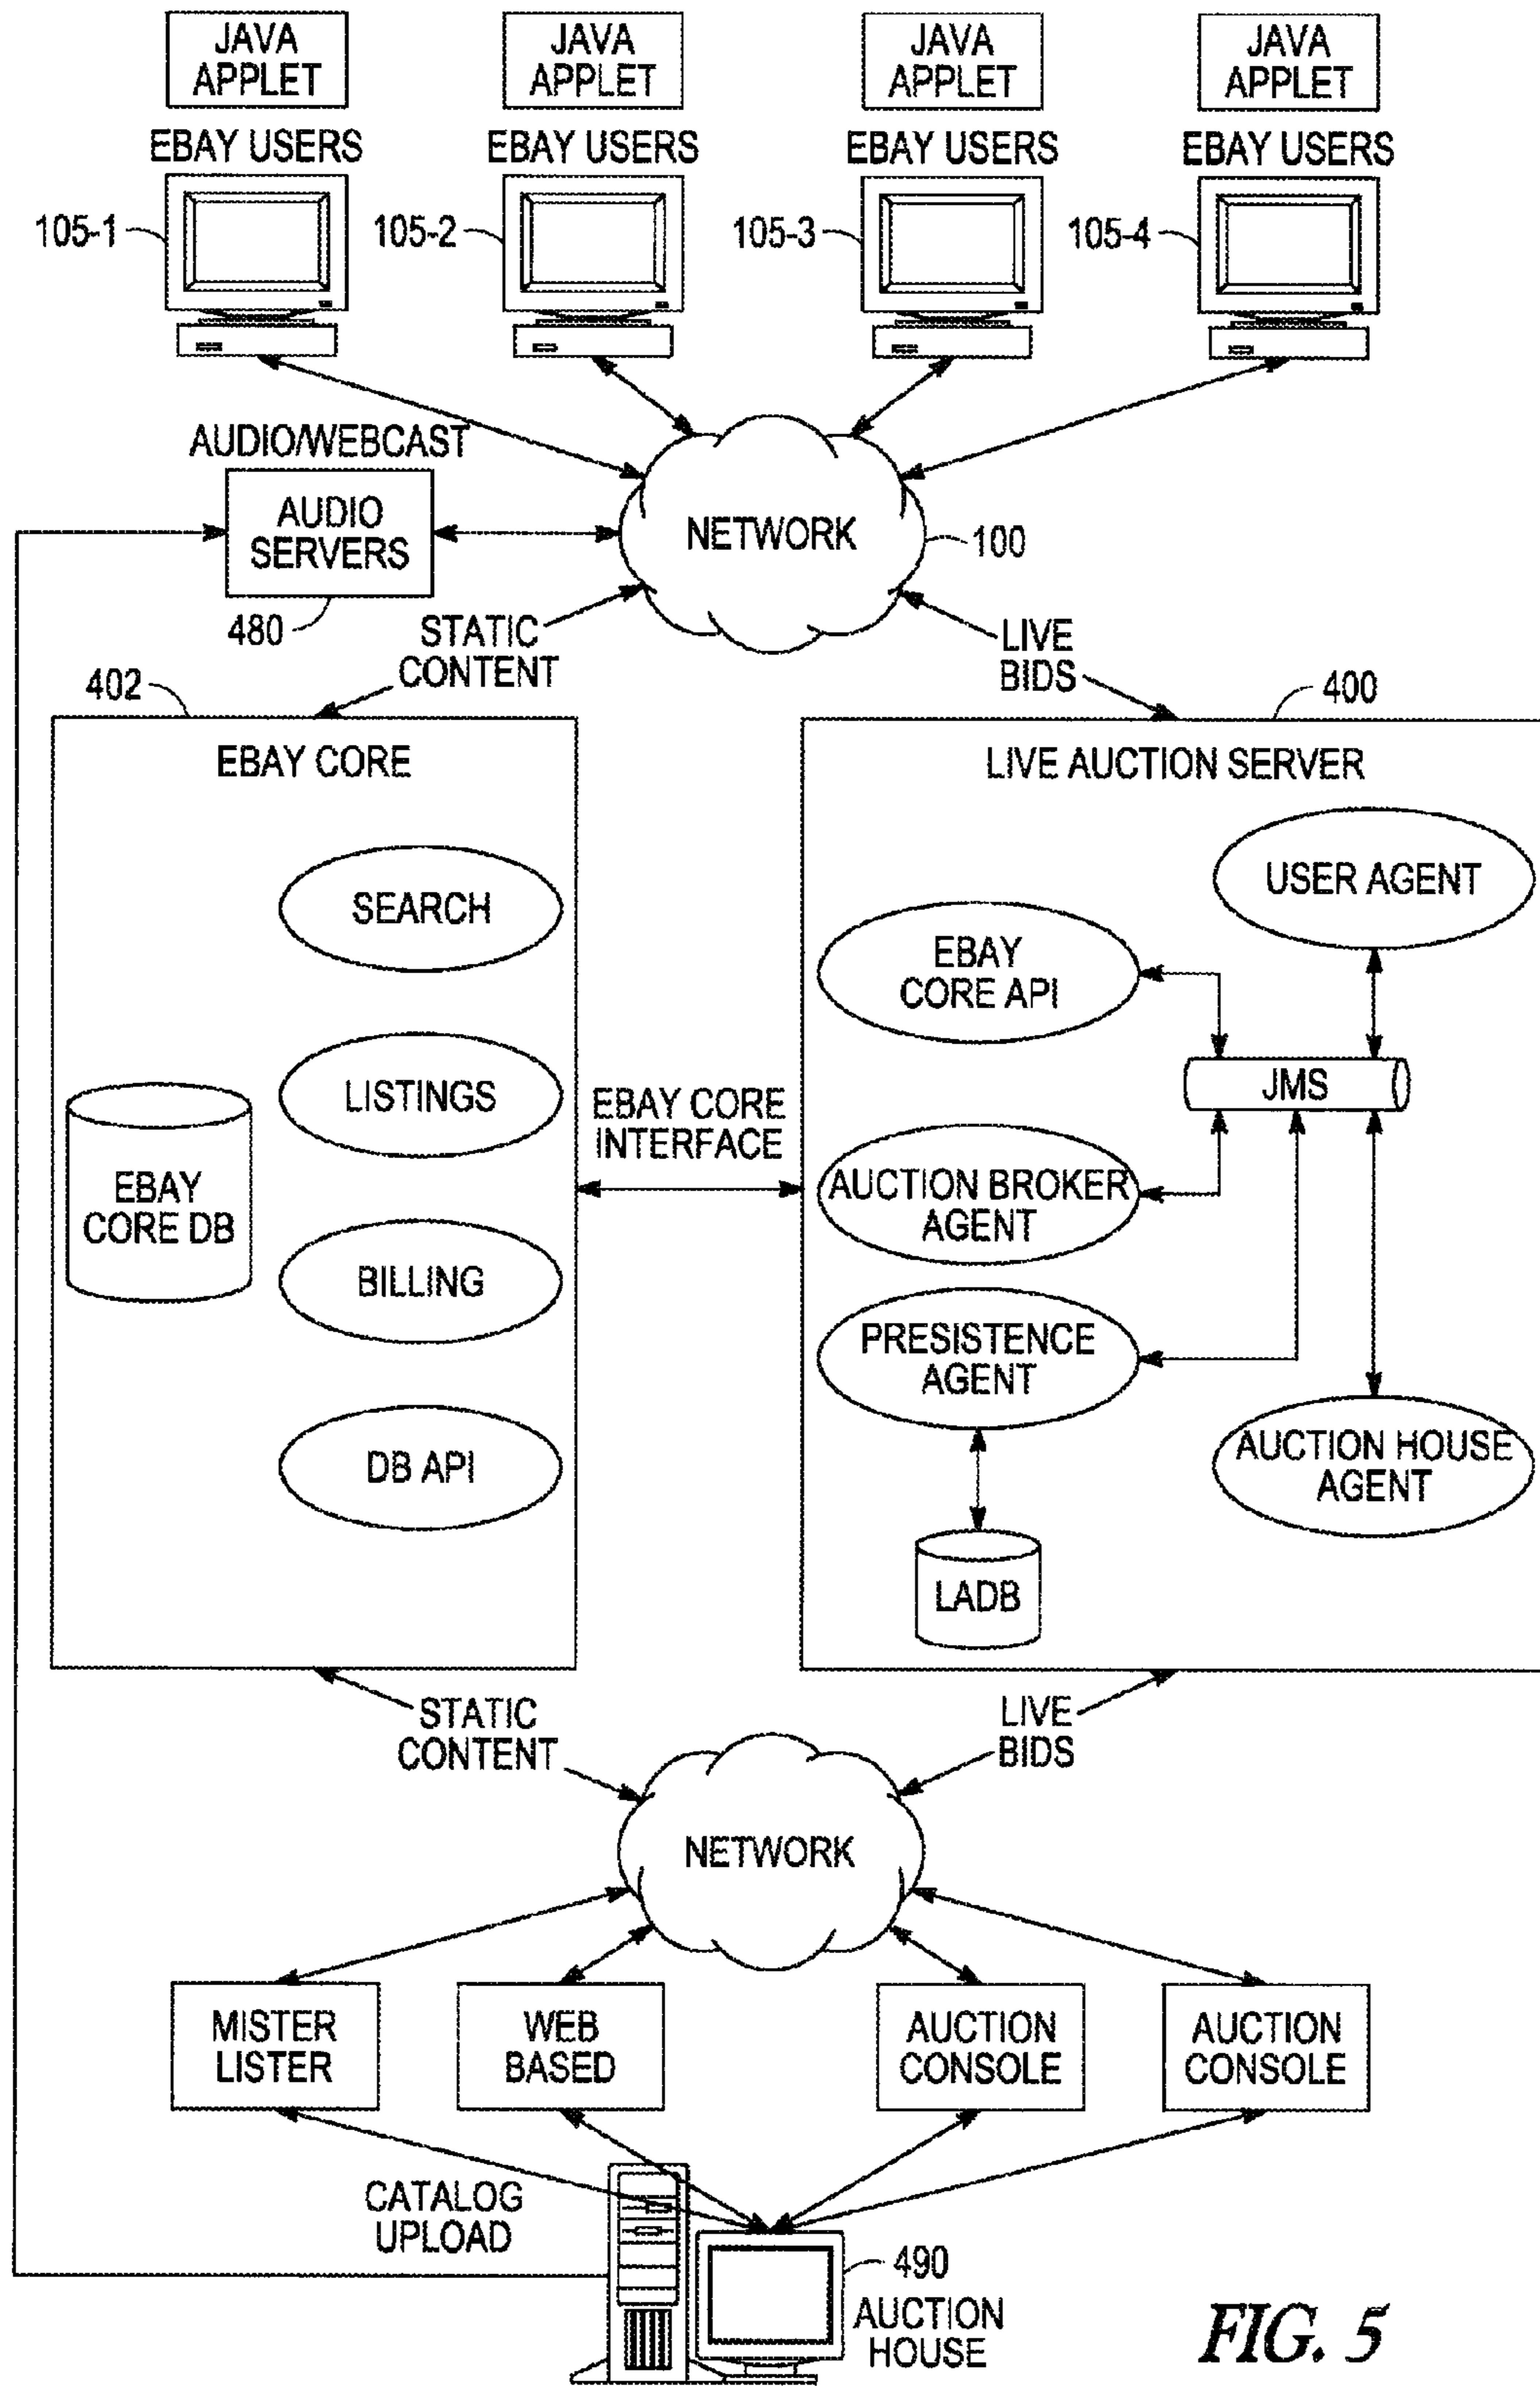 JAVA
APPLET
JAVA
APPLET
JAVA
APPLET
JAVA
APPLET
EBAY USERS
EBAY USERS
EBAY USERS
EBAY USERS
105-1
105-2
105-3
105-4
AUDIO/WEBCAST
AUDIO
SERVERS
480
NETWORK
100
STATIC
CONTENT
LIVE
BIDS
402
400
EBAY CORE
SEARCH
LISTINGS
BILLING
DB API
EBAY
CORE DB
EBAY CORE
INTERFACE
LIVE AUCTION SERVER
USER AGENT
EBAY
CORE API
JMS
AUCTION BROKER
AGENT
PRESISTENCE
AGENT
AUCTION HOUSE
AGENT
LADB
STATIC
CONTENT
LIVE
BIDS
NETWORK
MISTER
LISTER
WEB
BASED
AUCTION
CONSOLE
AUCTION
CONSOLE
CATALOG
UPLOAD
490
AUCTION
HOUSE
FIG. 5